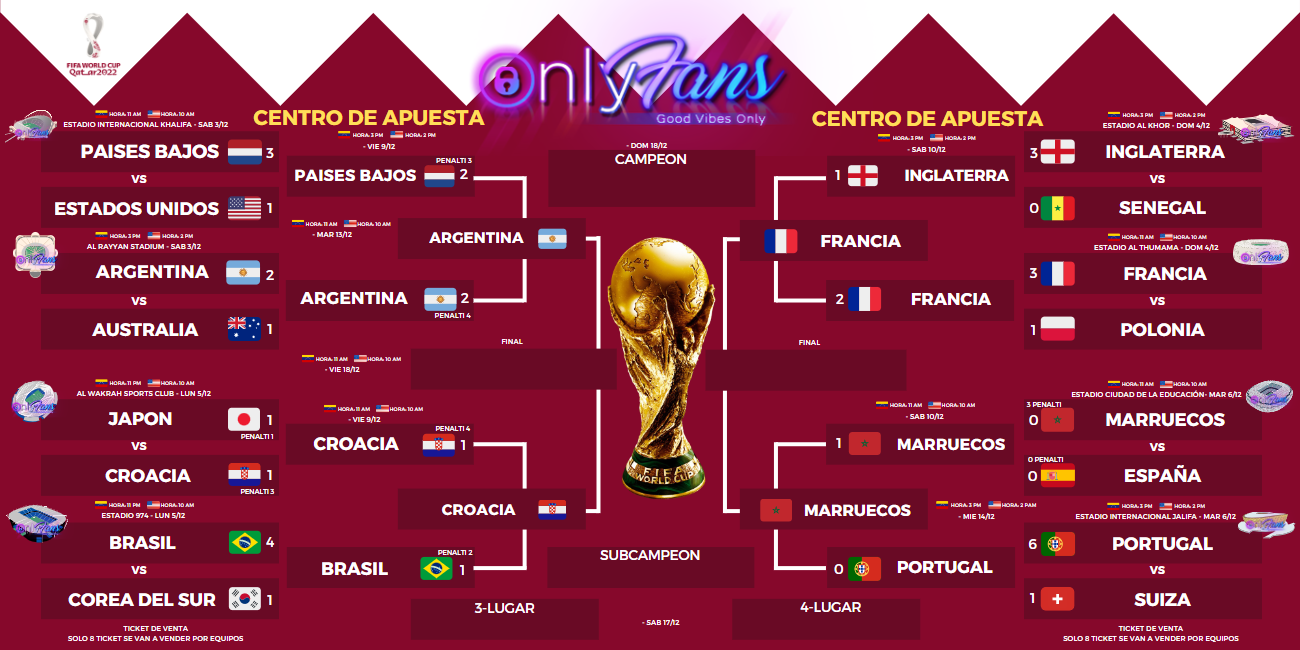 FIFA WORLD CUP
Qatar2022
OnlyFans
Good Vibes Only
CENTRO DE APUESTA
CENTRO DE APUESTA
HORA: 11 AM HORA: 10 AM
ESTADIO INTERNACIONAL KHALIFA - SAB 3/12
PAISES BAJOS 3
VS
ESTADOS UNIDOS 1
HORA: 3 PM HORA: 2 PM
AL RAYYAN STADIUM - SAB 3/12
ARGENTINA 2
VS
AUSTRALIA 1
HORA: 11 PM HORA: 10 AM
AL WAKRAH SPORTS CLUB - LUN 5/12
JAPON 1
PENALTI 1
VS
CROACIA 1
PENALTI 3
HORA: 11 PM HORA: 10 AM
ESTADIO 974 - LUN 5/12
BRASIL 4
VS
COREA DEL SUR 1
TICKET DE VENTA
SOLO 8 TICKET SE VAN A VENDER POR EQUIPOS
HORA: 3 PM HORA: 2 PM
- VIE 9/12
PENALTI 3
PAISES BAJOS 2
HORA: 11 AM HORA: 10 AM
- MAR 13/12
ARGENTINA
ARGENTINA 2
PENALTI 4
FINAL
HORA: 11 AM HORA: 10 AM
- VIE 18/12
HORA: 11 AM HORA: 10 AM
- VIE 9/12
PENALTI 4
CROACIA 1
CROACIA
PENALTI 2
BRASIL 1
- DOM 18/12
CAMPEON
FIFA
WORLD CUP
SUBCAMPEON
3-LUGAR
4-LUGAR
- SAB 17/12
HORA: 3 PM HORA: 2 PM
- SAB 10/12
1 INGLATERRA
FRANCIA
2 FRANCIA
FINAL
HORA: 11 AM HORA: 10 AM
- SAB 10/12
1 MARRUECOS
MARRUECOS
HORA: 3 PM HORA: 2 PAM
- MIE 14/12
0 PORTUGAL
HORA: 3 PM HORA: 2 PM
ESTADIO AL KHOR - DOM 4/12
3 INGLATERRA
VS
0 SENEGAL
HORA: 11 AM HORA: 10 AM
ESTADIO AL THUMAMA - DOM 4/12
3 FRANCIA
VS
1 POLONIA
HORA: 11 AM HORA: 10 AM
ESTADIO CIUDAD DE LA EDUCACIÓN- MAR 6/12
3 PENALTI
0 MARRUECOS
VS
0 PENALTI
0 ESPAÑA
HORA: 3 PM HORA: 3 PM
ESTADIO INTERNACIONAL JALIFA - MAR 6/12
6 PORTUGAL
VS
1 SUIZA
TICKET DE VENTA
SOLO 8 TICKET SE VAN A VENDER POR EQUIPOS